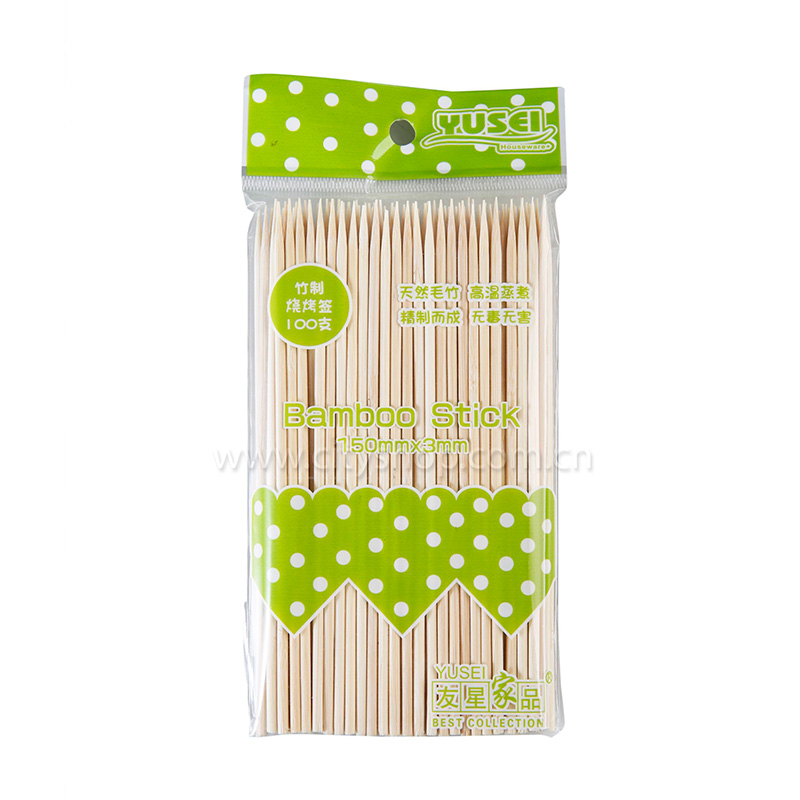 YUSEI
Houseware
竹制
烧烤签
100支
天然毛竹 高温蒸煮
精制而成 无毒无害
Bamboo Stick
150mmx3mm
www.cityshop.com.cn
YUSEI
友星家品®
BEST COLLECTION